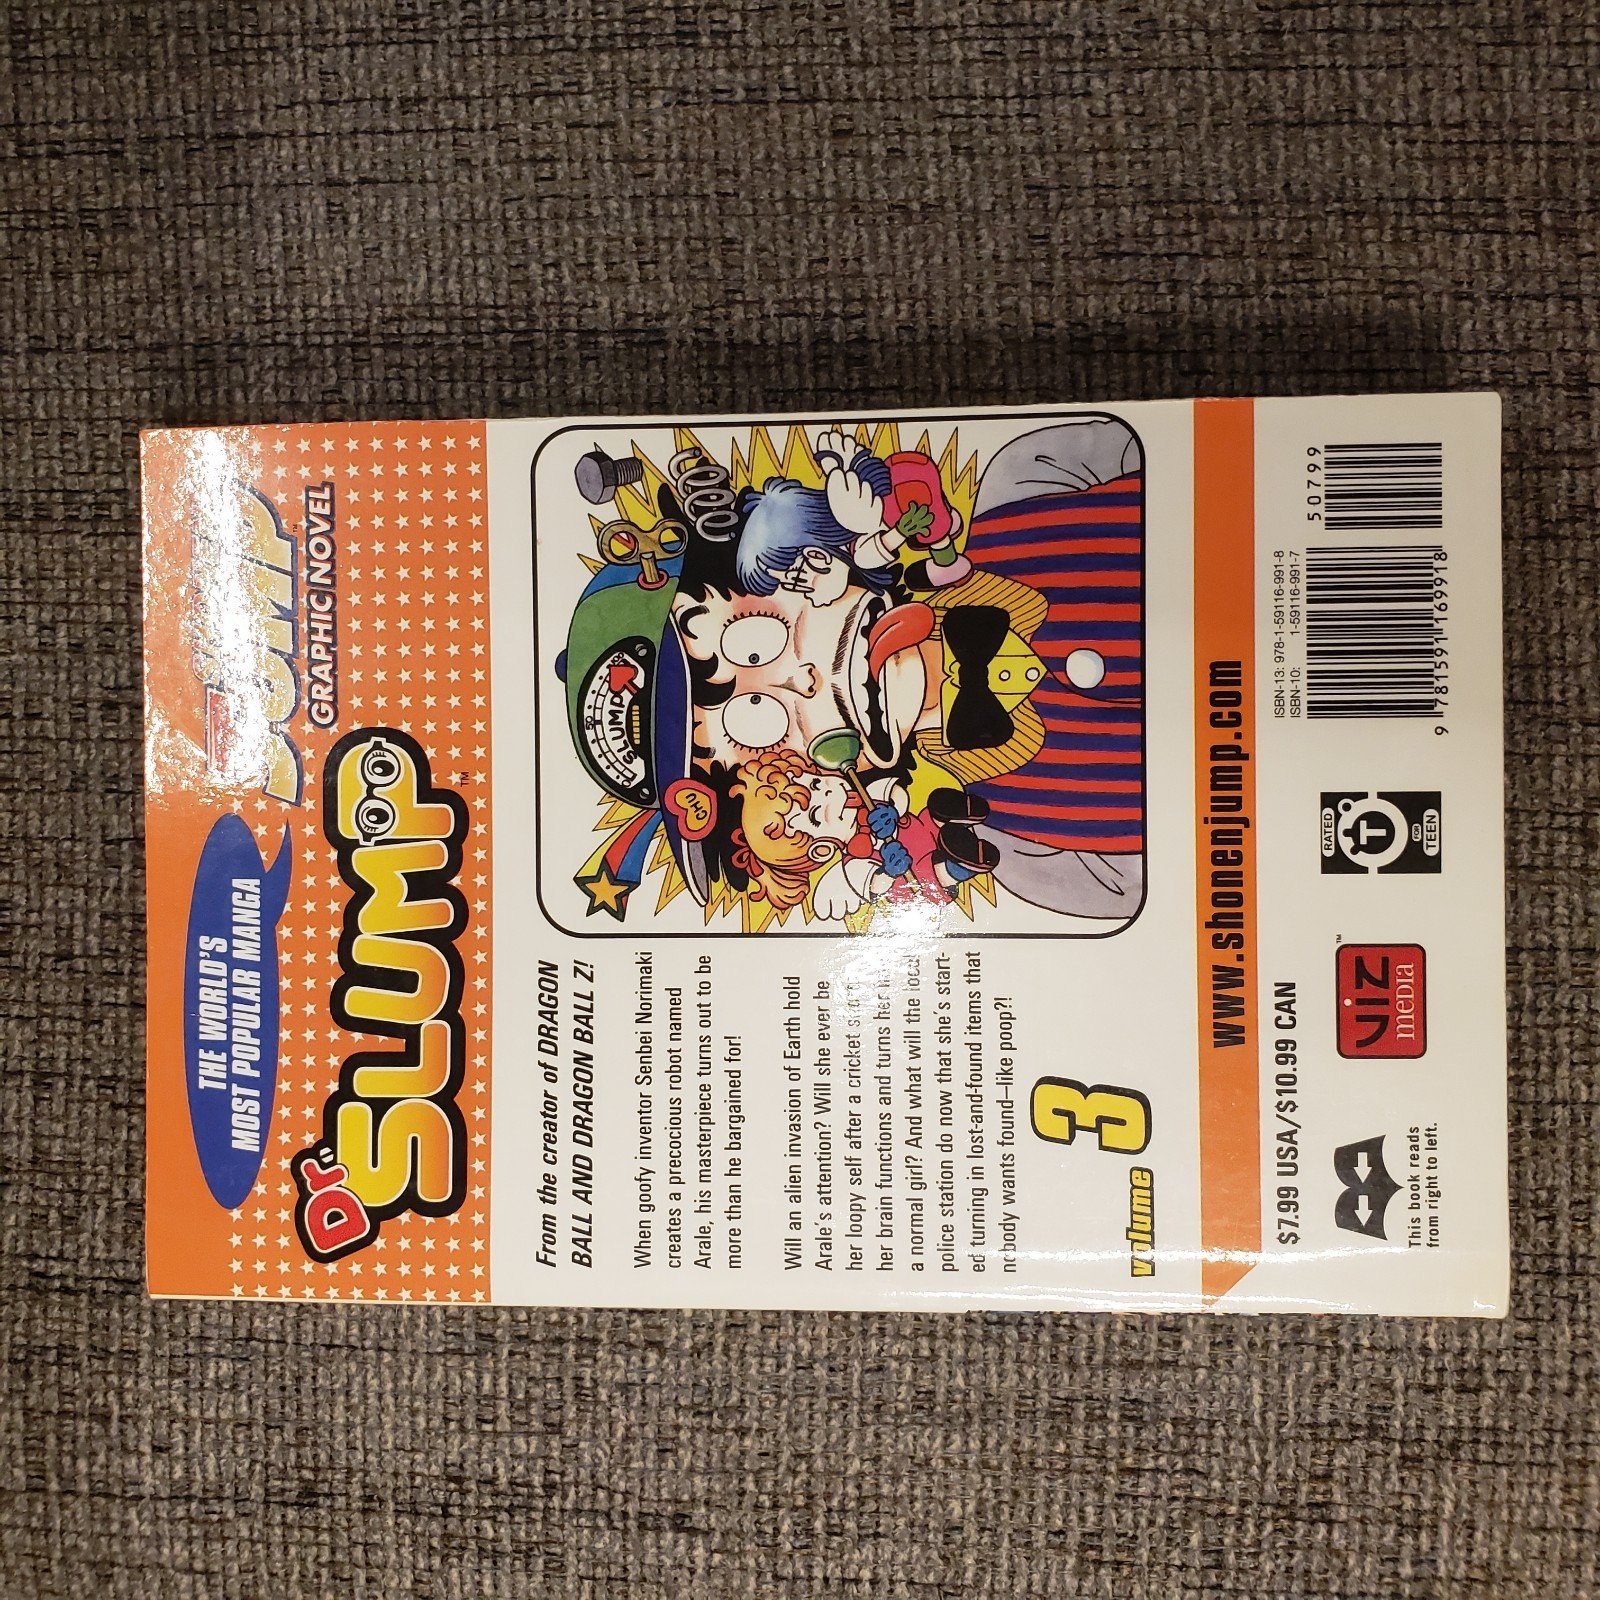 THE WORLD'S
MOST POPULAR MANGA
SHONEN
JUMP
GRAPHIC NOVEL
Dr.
SLUMP™
From the creator of DRAGON
BALL AND DRAGON BALL Z!
When goofy inventor Senbei Norimaki
creates a precocious robot named
Arale, his masterpiece turns out to be
more than he bargained for!
Will an alien invasion of Earth hold
Arale's attention? Will she ever be
her loopy self after a cricket
her brain functions and turns her
a normal girl? And what will the local
police station do now that she's start-
ed turning in lost-and-found items that
nobody wants found—like poop?!
volume 3
50
100
SLUMP
CHU
www.shonenjump.com
$7.99 USA/$10.99 CAN
This book reads
from right to left.
VIZ
MEDIA
™
RATED
T
FOR
TEEN
ISBN-13: 978-1-59116-991-8
ISBN-10: 1-59116-991-7
50799
9 781591 169918